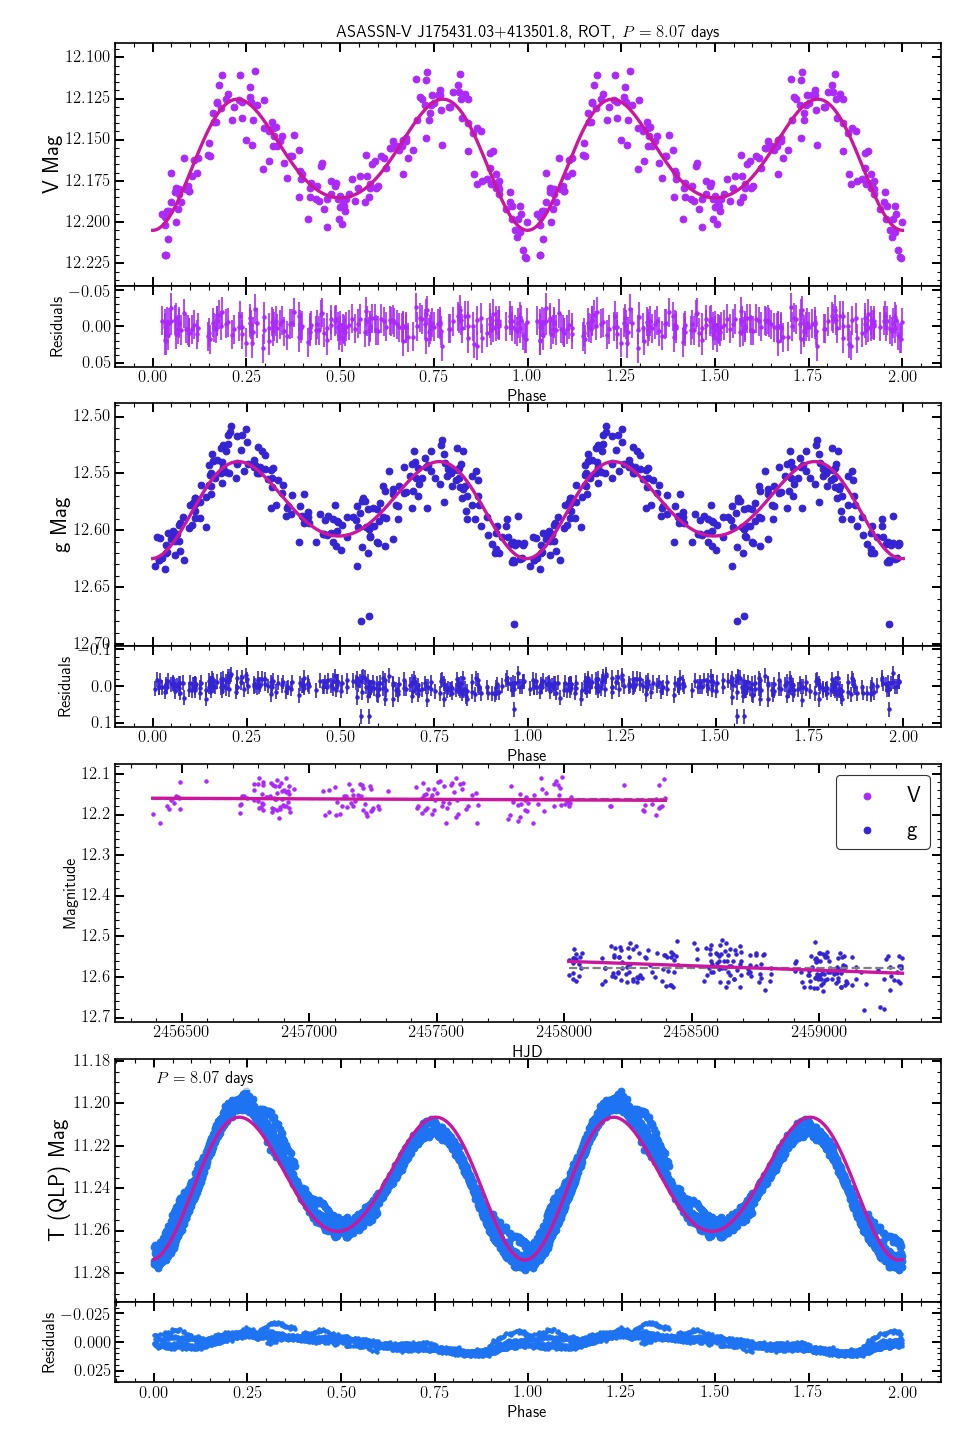 ASASSN-V J175431.03+413501.8, ROT, P = 8.07 days
V Mag
12.100
12.125
12.150
12.175
12.200
12.225
Residuals
−0.05
0.00
0.05
0.00 0.25 0.50 0.75 1.00 1.25 1.50 1.75 2.00
Phase
g Mag
12.50
12.55
12.60
12.65
12.70
Residuals
−0.1
0.0
0.1
0.00 0.25 0.50 0.75 1.00 1.25 1.50 1.75 2.00
Phase
Magnitude
12.1
12.2
12.3
12.4
12.5
12.6
12.7
V
g
2456500 2457000 2457500 2458000 2458500 2459000
HJD
T (QLP) Mag
P = 8.07 days
11.18
11.20
11.22
11.24
11.26
11.28
Residuals
−0.025
0.000
0.025
0.00 0.25 0.50 0.75 1.00 1.25 1.50 1.75 2.00
Phase